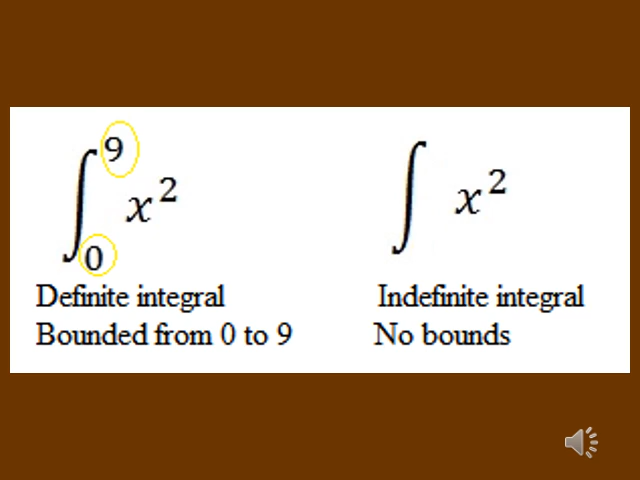 ∫₀⁹ x²
∫ x²
Definite integral
Bounded from 0 to 9
Indefinite integral
No bounds